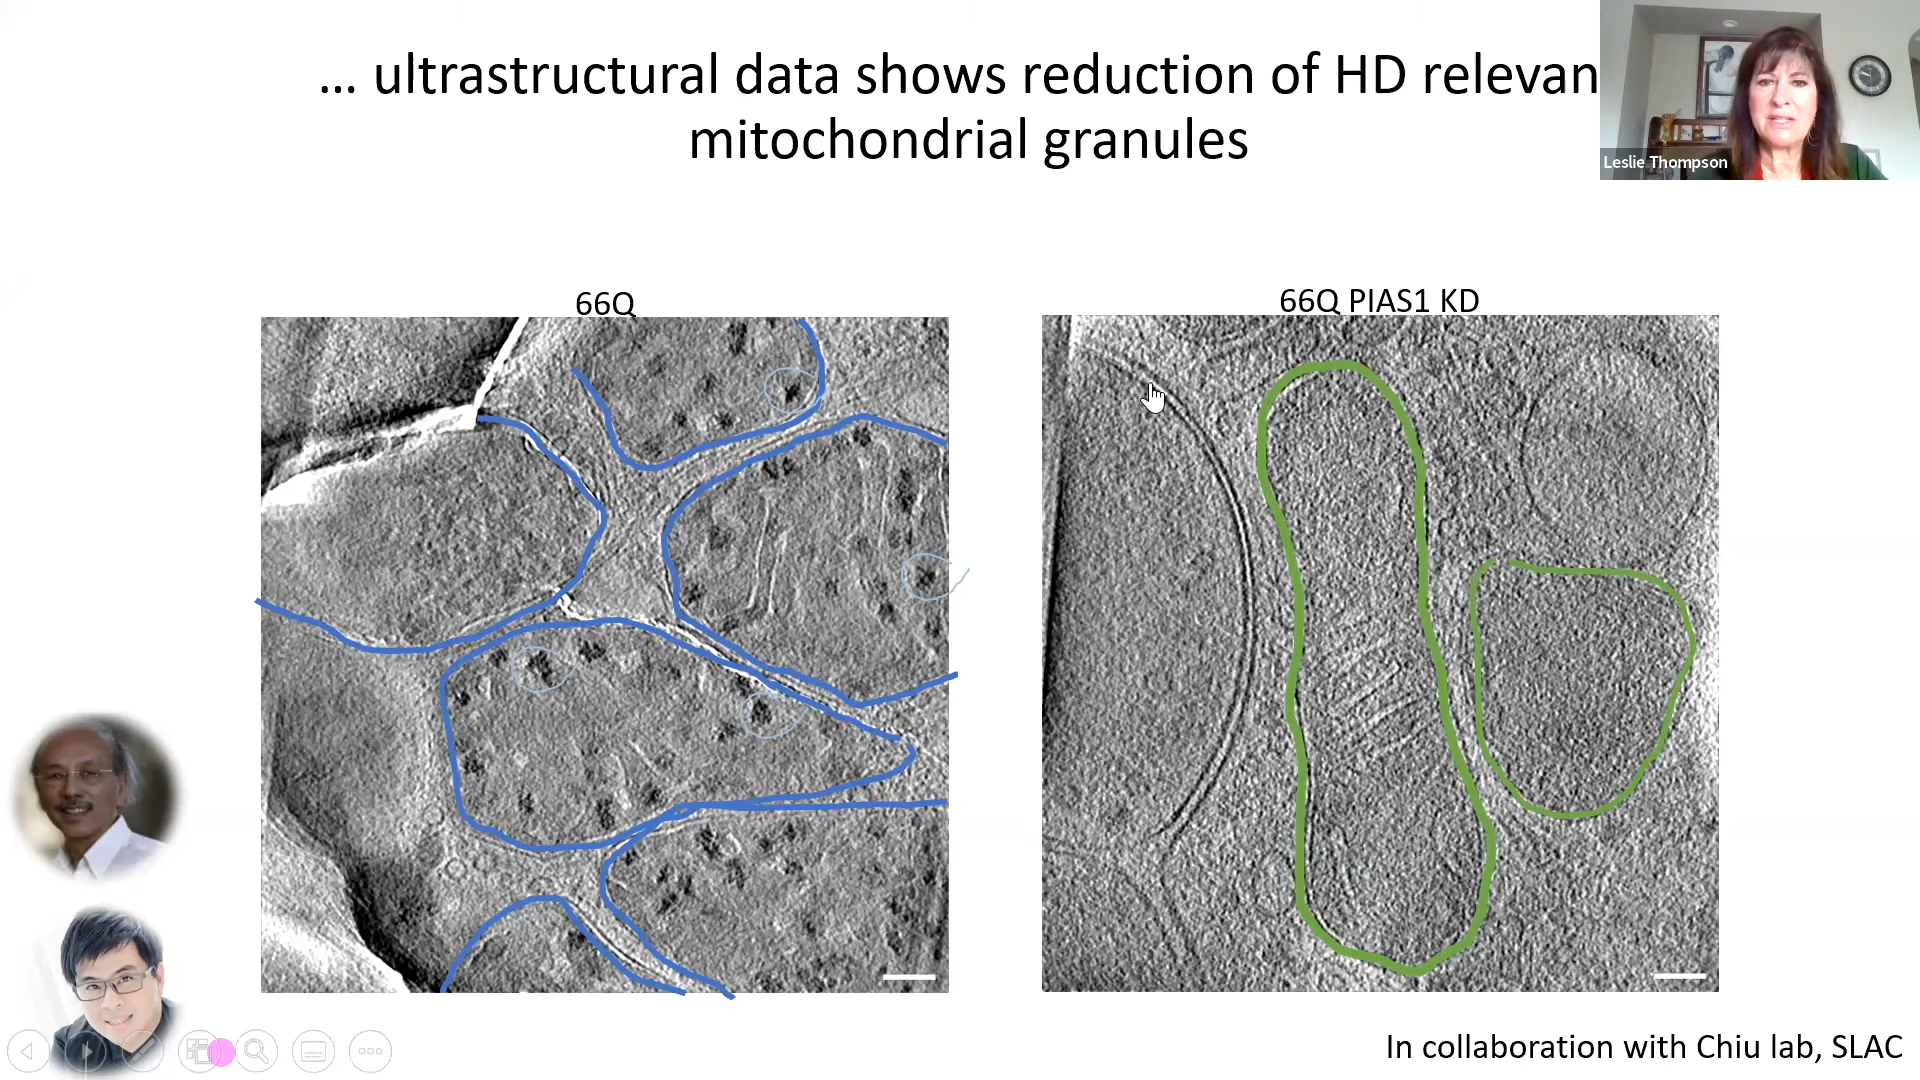 ... ultrastructural data shows reduction of HD relevan
mitochondrial granules
Leslie Thompson
66Q
66Q PIAS1 KD
In collaboration with Chiu lab, SLAC